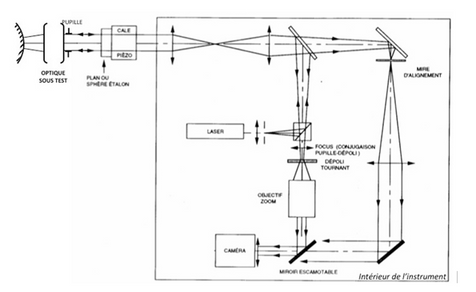 PUPILLE
CALE
PIÉZO
OPTIQUE
SOUS TEST
PLAN OU
SPHÈRE ÉTALON
MIRE
D'ALIGNEMENT
LASER
FOCUS (CONJUGAISON
PUPILLE-DÉPOLI)
DÉPOLI
TOURNANT
OBJECTIF
ZOOM
CAMÉRA
MIROIR ESCAMOTABLE
Intérieur de l'instrument